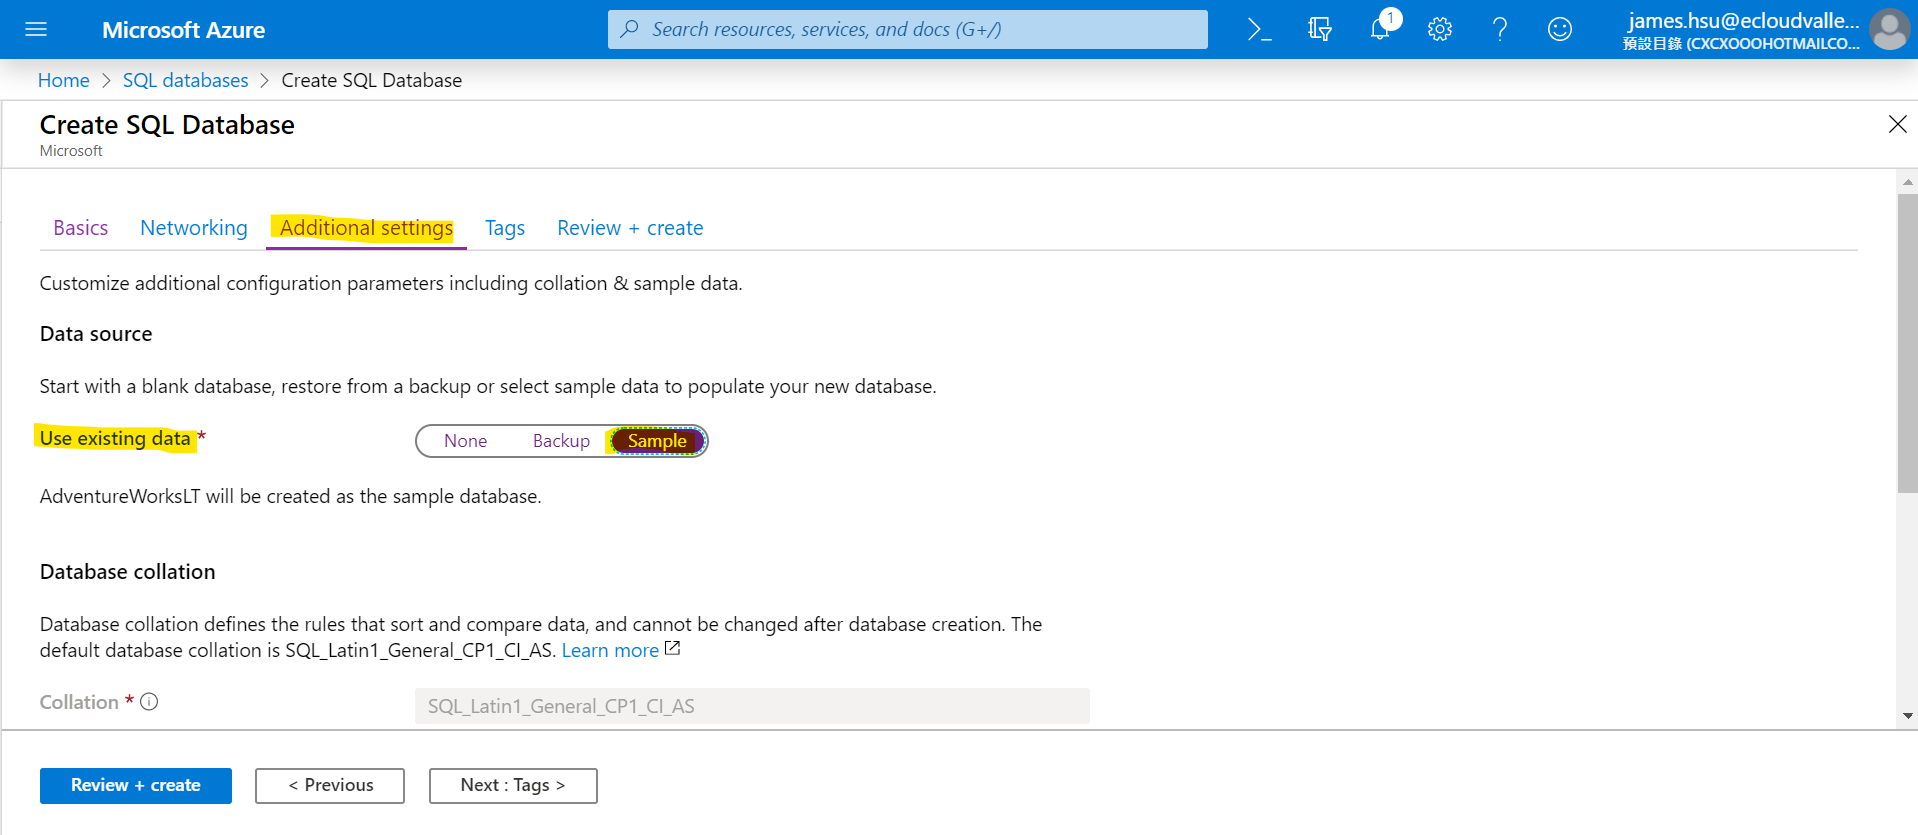 Microsoft Azure
Search resources, services, and docs (G+/)
1
james.hsu@ecloudvalle...
預設目錄 (CXCXOOOHOTMAILCO...
Home > SQL databases > Create SQL Database
Create SQL Database
Microsoft
Basics Networking Additional settings Tags Review + create
Customize additional configuration parameters including collation & sample data.
Data source
Start with a blank database, restore from a backup or select sample data to populate your new database.
Use existing data * None Backup Sample
AdventureWorksLT will be created as the sample database.
Database collation
Database collation defines the rules that sort and compare data, and cannot be changed after database creation. The
default database collation is SQL_Latin1_General_CP1_CI_AS. Learn more
Collation * SQL_Latin1_General_CP1_CI_AS
Review + create < Previous Next : Tags >